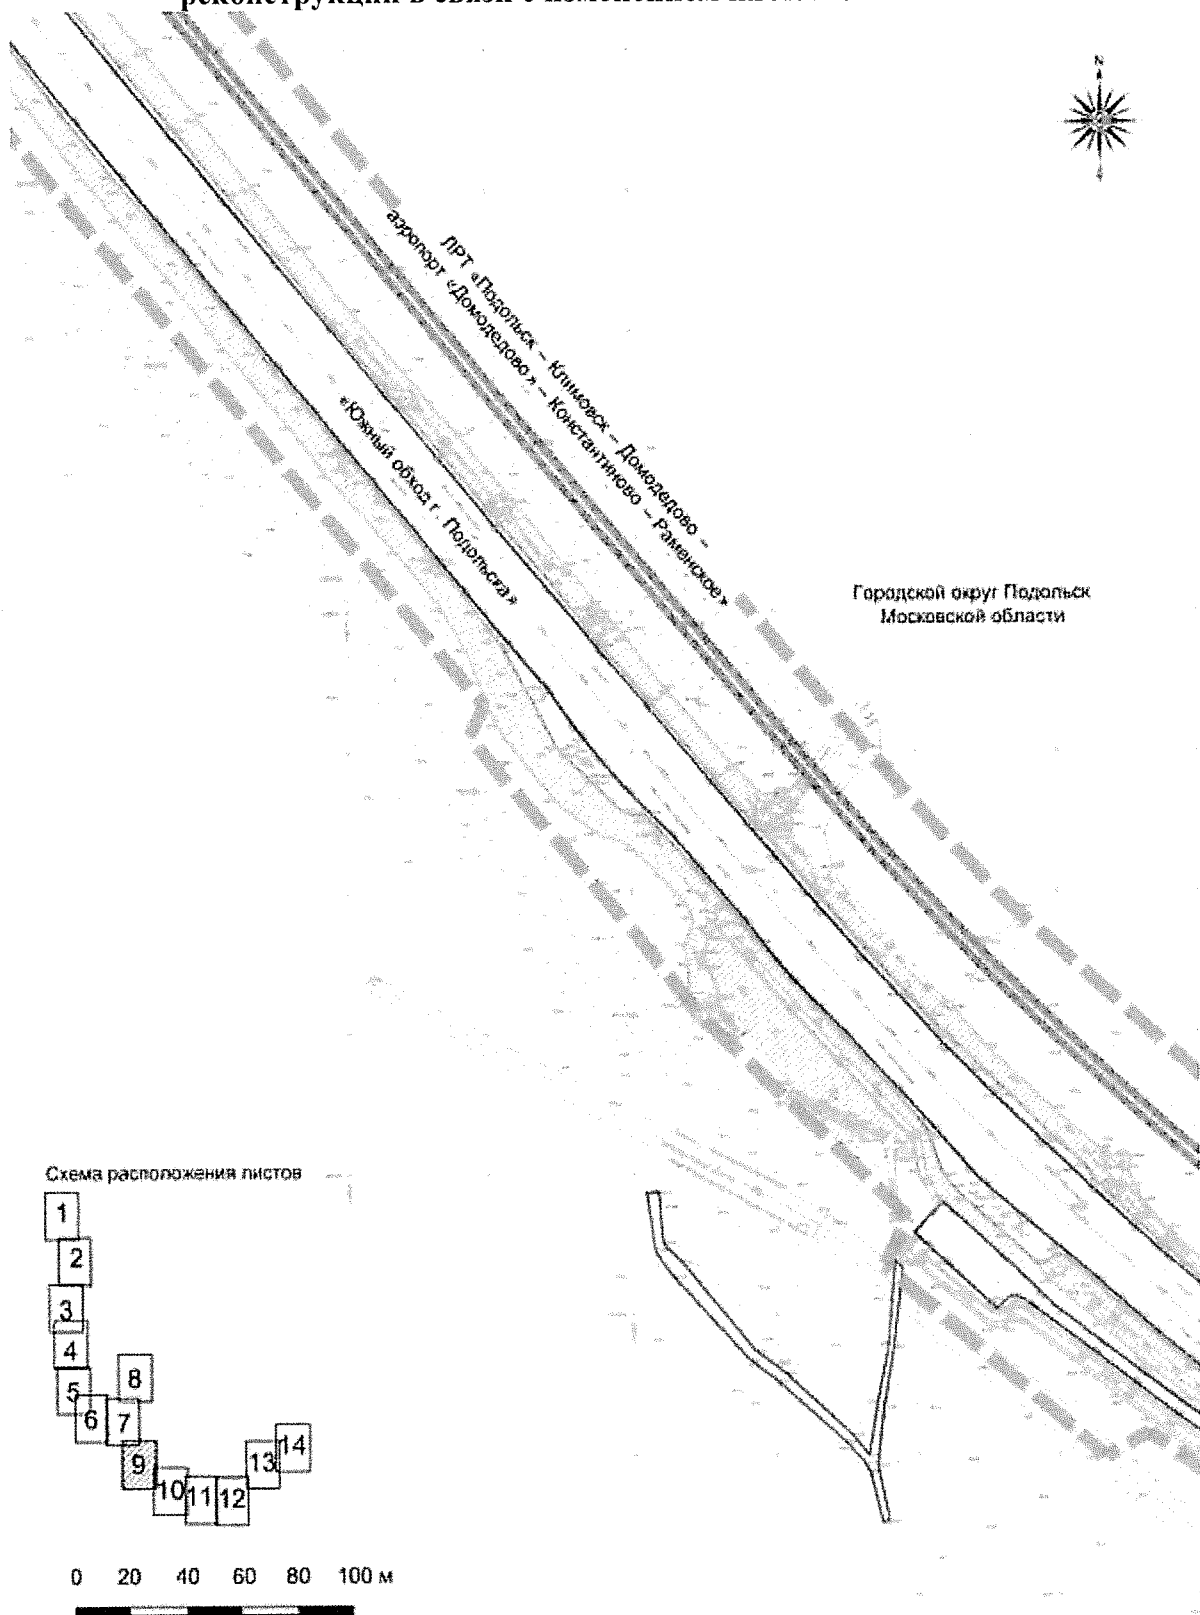 реконструкции в связи с изменением
N
ЛРТ «Подольск – Климовск – Домодедово –
аэропорт «Домодедово» – Константиново – Раменское»
«Южный обход г. Подольска»
Городской округ Подольск
Московской области
Схема расположения листов
1
2
3
4
5
6
7
8
9
10
11
12
13
14
0 20 40 60 80 100 м